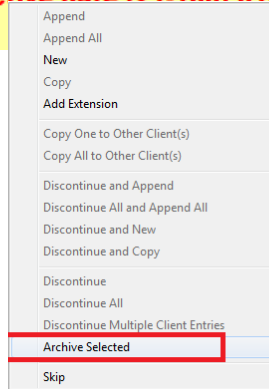 Append
Append All
New
Copy
Add Extension
Copy One to Other Client(s)
Copy All to Other Client(s)
Discontinue and Append
Discontinue All and Append All
Discontinue and New
Discontinue and Copy
Discontinue
Discontinue All
Discontinue Multiple Client Entries
Archive Selected
Skip